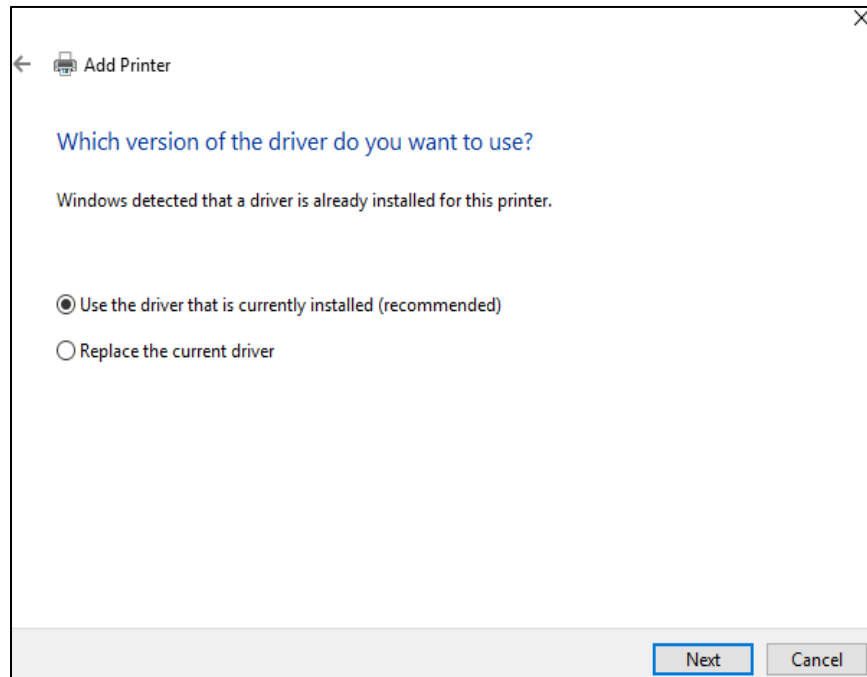 Add Printer
Which version of the driver do you want to use?
Windows detected that a driver is already installed for this printer.
Use the driver that is currently installed (recommended)
Replace the current driver
Next Cancel